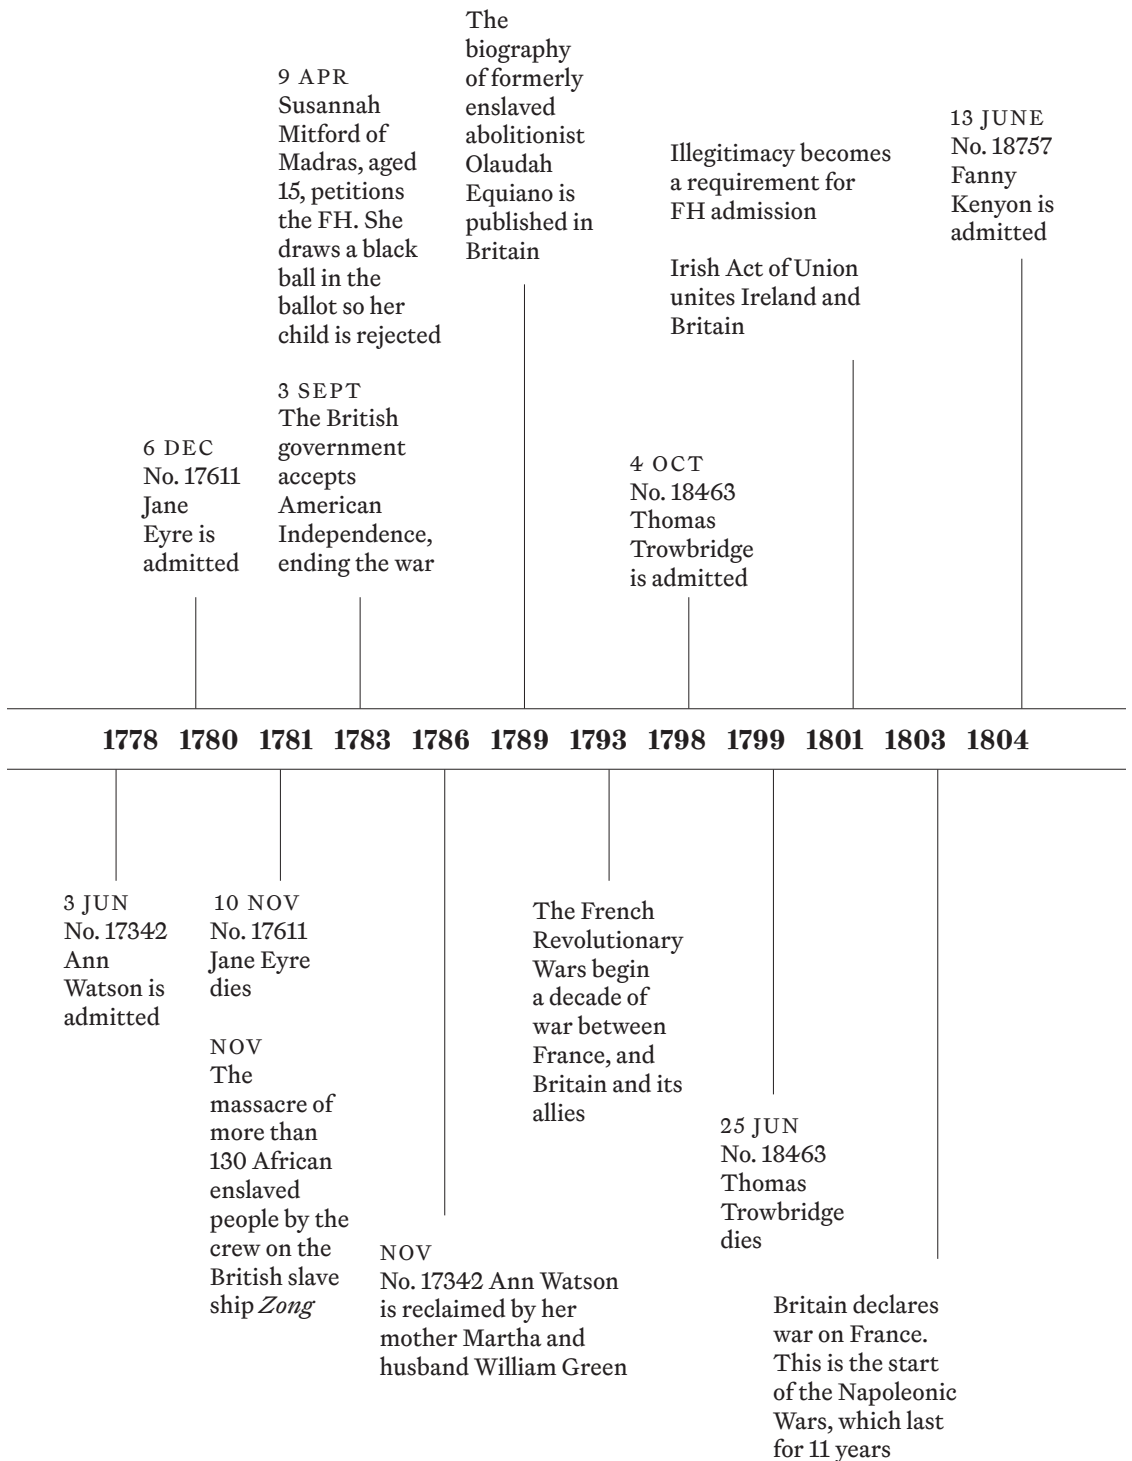 The
biography
of formerly
enslaved
abolitionist
Olaudah
Equiano is
published in
Britain
9 APR
Susannah
Mitford of
Madras, aged
15, petitions
the FH. She
draws a black
ball in the
ballot so her
child is rejected
3 SEPT
The British
government
accepts
American
Independence,
ending the war
6 DEC
No. 17611
Jane
Eyre is
admitted
Illegitimacy becomes
a requirement for
FH admission
Irish Act of Union
unites Ireland and
Britain
13 JUNE
No. 18757
Fanny
Kenyon is
admitted
4 OCT
No. 18463
Thomas
Trowbridge
is admitted
1778 1780 1781 1783 1786 1789 1793 1798 1799 1801 1803 1804
3 JUN
No. 17342
Ann
Watson is
admitted
10 NOV
No. 17611
Jane Eyre
dies
NOV
The
massacre of
more than
130 African
enslaved
people by the
crew on the
British slave
ship Zong
NOV
No. 17342 Ann Watson
is reclaimed by her
mother Martha and
husband William Green
The French
Revolutionary
Wars begin
a decade of
war between
France, and
Britain and its
allies
25 JUN
No. 18463
Thomas
Trowbridge
dies
Britain declares
war on France.
This is the start
of the Napoleonic
Wars, which last
for 11 years